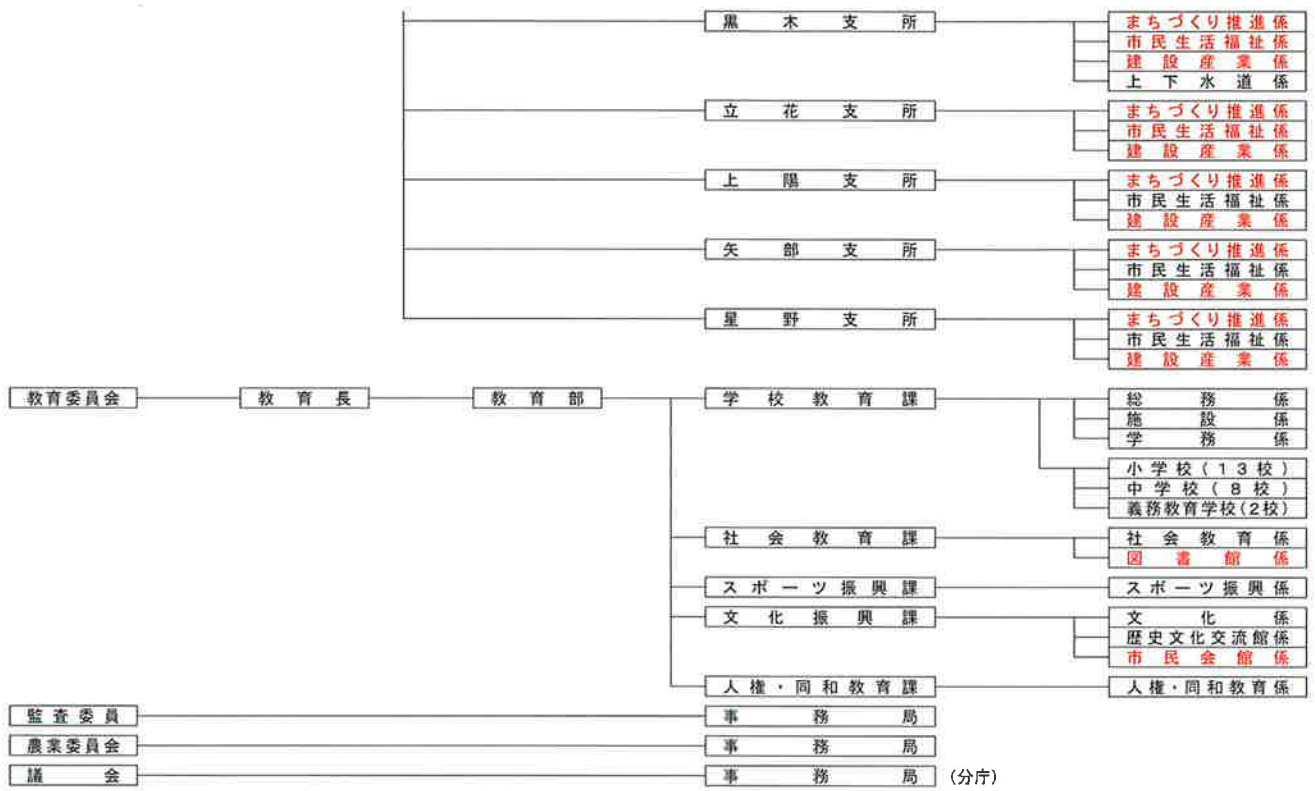 黒木支所 まちづくり推進係
市民生活福祉係
建設産業係
上下水道係
立花支所 まちづくり推進係
市民生活福祉係
建設産業係
上陽支所 まちづくり推進係
市民生活福祉係
建設産業係
矢部支所 まちづくり推進係
市民生活福祉係
建設産業係
星野支所 まちづくり推進係
市民生活福祉係
建設産業係
教育委員会 教育長 教育部 学校教育課 総務係
施設係
学務係
小学校(13校)
中学校(8校)
義務教育学校(2校)
社会教育課 社会教育係
図書館係
スポーツ振興課 スポーツ振興係
文化振興課 文化係
歴史文化交流館係
市民会館係
人権・同和教育課 人権・同和教育係
監査委員 事務局
農業委員会 事務局
議会 事務局 (分庁)